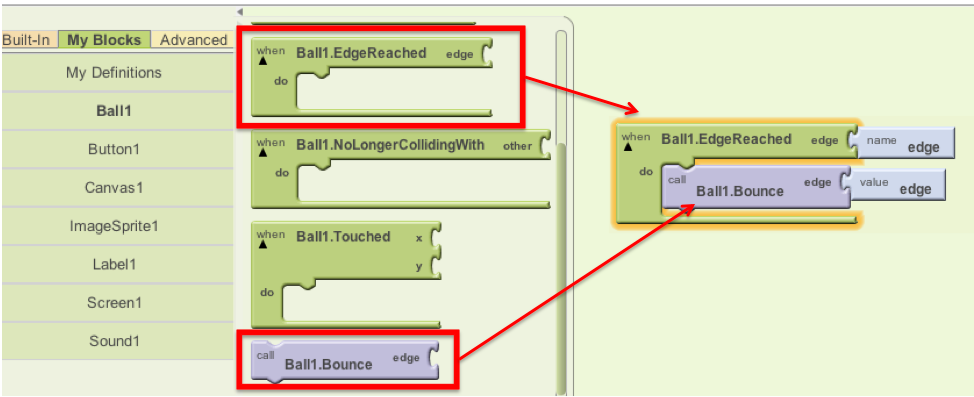 Built-In My Blocks Advanced
My Definitions
Ball1
Button1
Canvas1
ImageSprite1
Label1
Screen1
Sound1
when Ball1.EdgeReached edge
do
when Ball1.NoLongerCollidingWith other
do
when Ball1.Touched x
y
do
call Ball1.Bounce edge
when Ball1.EdgeReached edge name edge
do call Ball1.Bounce edge value edge